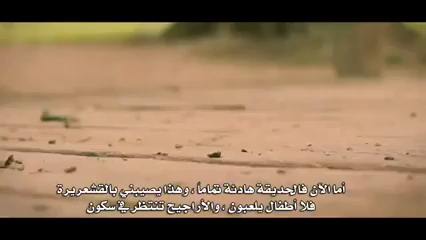 أما الآن فالحديقة هادئة تماماً ، وهذا يصيبني بالقشعريرة
فلا أطفال يلعبون ، والأراجيح تنتظر في سكون